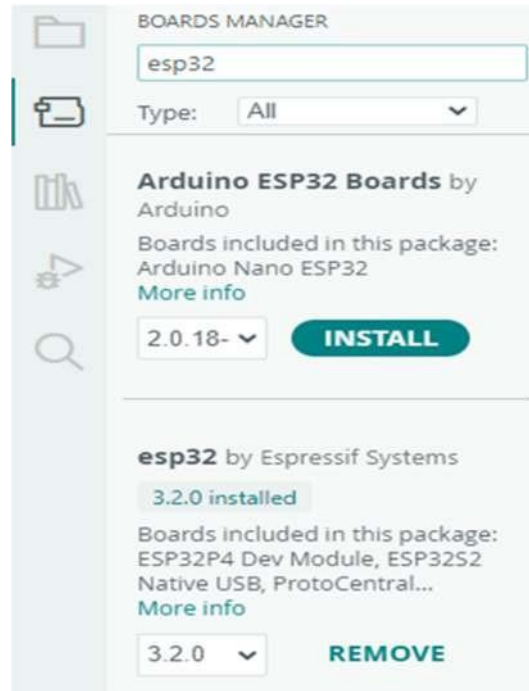 BOARDS MANAGER
esp32
Type: All
Arduino ESP32 Boards by
Arduino
Boards included in this package:
Arduino Nano ESP32
More info
2.0.18- INSTALL
esp32 by Espressif Systems
3.2.0 installed
Boards included in this package:
ESP32P4 Dev Module, ESP32S2
Native USB, ProtoCentral...
More info
3.2.0 REMOVE